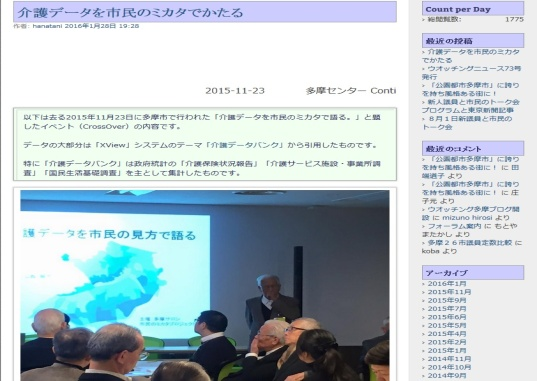 介護データを市民のミカタでかたる
作者: hanatani 2016年1月28日 19:28
2015-11-23 多摩センター Conti
以下は去る2015年11月23日に多摩市で行われた「介護データを市民のミカタで語る。」と題
したイベント（CrossOver）の内容です。
データの大部分は「XView」システムのテーマ「介護データバンク」から引用したものです。
特に「介護データバンク」は政府統計の「介護保険状況報告」「介護サービス施設・事業所調
査」「国民生活基礎調査」を主として集計したものです。
護データを市民の見方で語る
Count per Day
総閲覧数: 1775
最近の投稿
介護データを市民のミカタ
でかたる
ウオッチングニュース73号
発行
「公園都市多摩市」に誇り
を持ち風格ある街に！
新人議員と市民のトーク会
プログラムと東京新聞記事
８月１日新議員と市民の
トーク会
最近のコメント
「公園都市多摩市」に誇り
を持ち風格ある街に！ に 田
端適子 より
「公園都市多摩市」に誇り
を持ち風格ある街に！ に 庄
子元 より
ウオッチング多摩ブログ開
設 に mizuno hirosi より
フォーラム案内 に もとや
またかし より
多摩２６市議員定数比較 に
koba より
アーカイブ
2016年1月
2015年11月
2015年9月
2015年7月
2015年6月
2015年5月
2015年4月
2015年2月
2015年1月
2014年11月
2014年10月
2014年9月